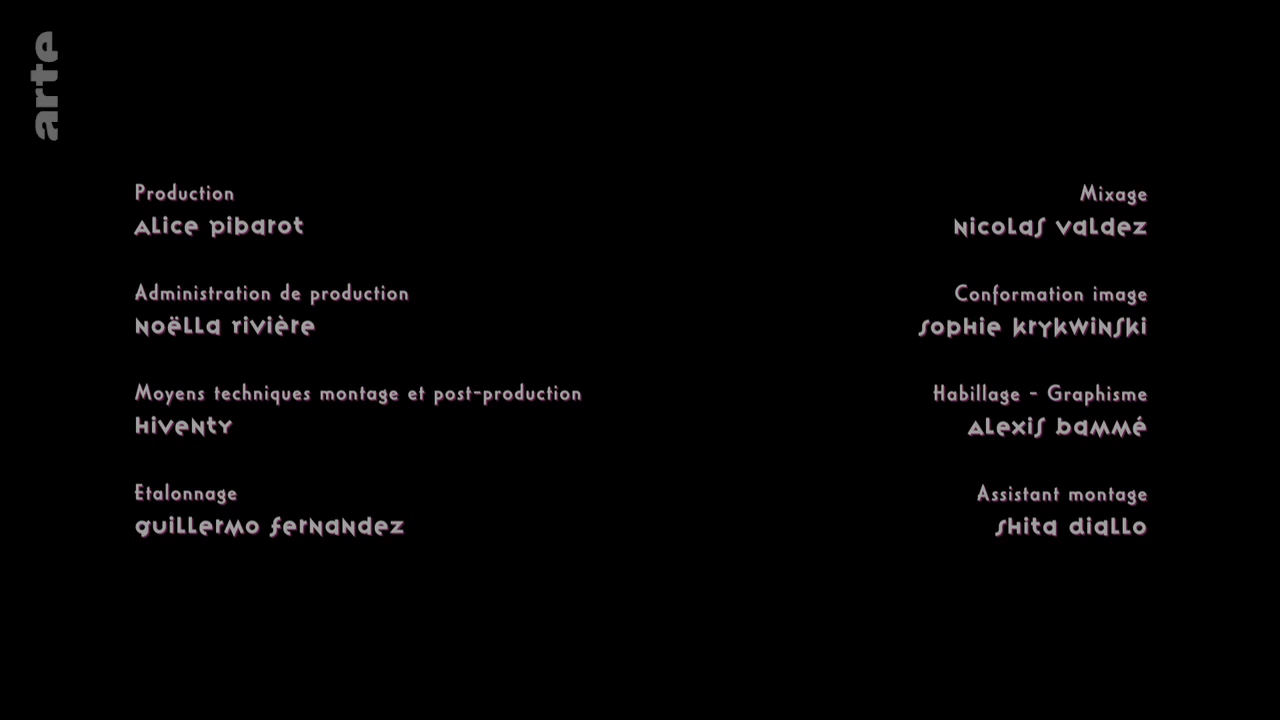 arte
Production
Alice Pibarot
Administration de production
Noëlla Rivière
Moyens techniques montage et post-production
Hiventy
Etalonnage
Guillermo Fernandez
Mixage
Nicolas Valdez
Conformation image
Sophie Krykwinski
Habillage - Graphisme
Alexis Bammé
Assistant montage
Shita Diallo